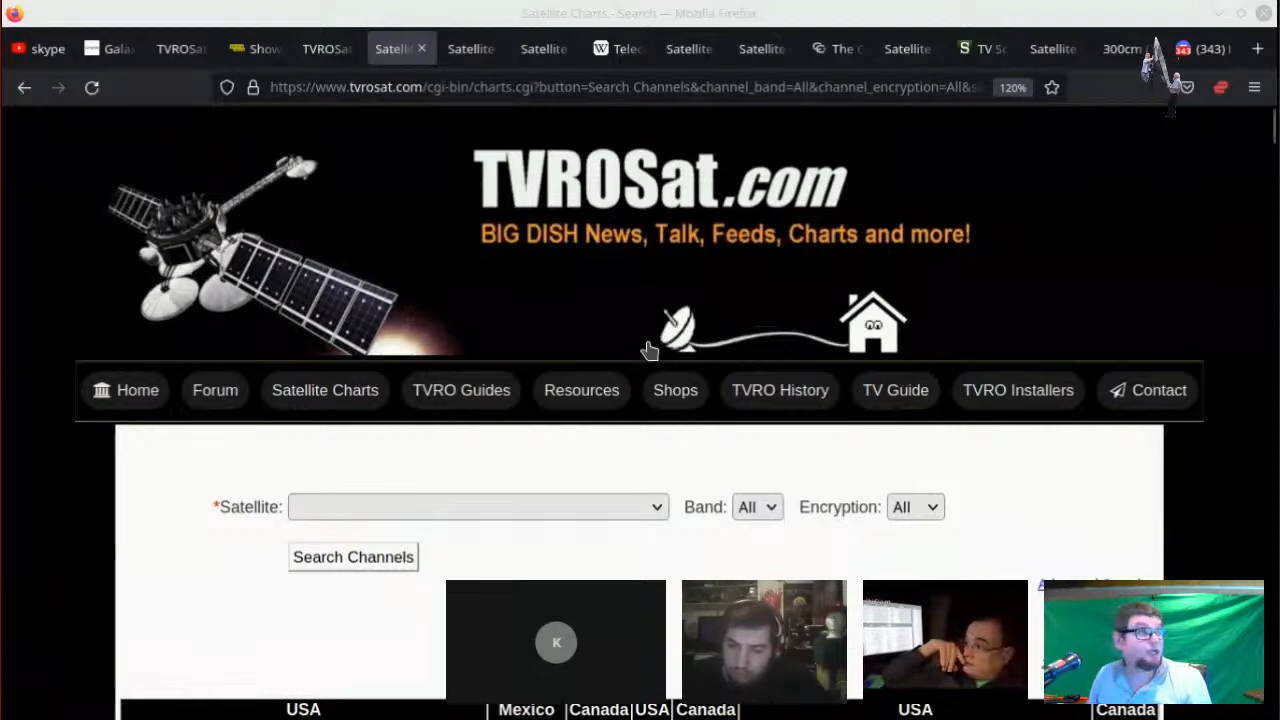 Satellite Charts - Search — Mozilla Firefox
skype Gala TVROSat Show TVROSat Satelli Satellite Satellite W Telec Satellite Satellite The C Satellite S TV Sc Satellite 300cm 343 (343)
https://www.tvrosat.com/cgi-bin/charts.cgi?button=Search Channels&channel_band=All&channel_encryption=All&s 120%
TVROSat.com
BIG DISH News, Talk, Feeds, Charts and more!
Home Forum Satellite Charts TVRO Guides Resources Shops TVRO History TV Guide TVRO Installers Contact
*Satellite: Band: All Encryption: All
Search Channels
K
USA Mexico Canada USA Canada USA Canada